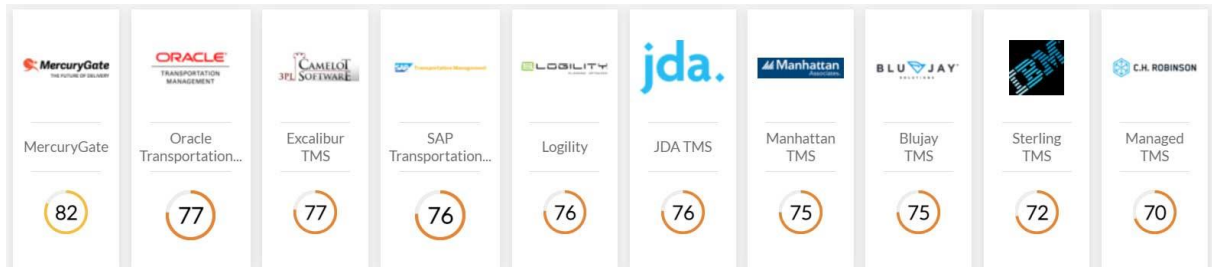 MercuryGate
THE FUTURE OF DELIVERY
ORACLE
TRANSPORTATION
MANAGEMENT
CAMELOT
3PL SOFTWARE
SAP Transportation Management
LOGILITY
jda.
Manhattan
Associates
BLUJAY
SOLUTIONS
IBM
C.H. ROBINSON
MercuryGate
Oracle
Transportation...
Excalibur
TMS
SAP
Transportation...
Logility
JDA TMS
Manhattan
TMS
Blujay
TMS
Sterling
TMS
Managed
TMS
82
77
77
76
76
76
75
75
72
70